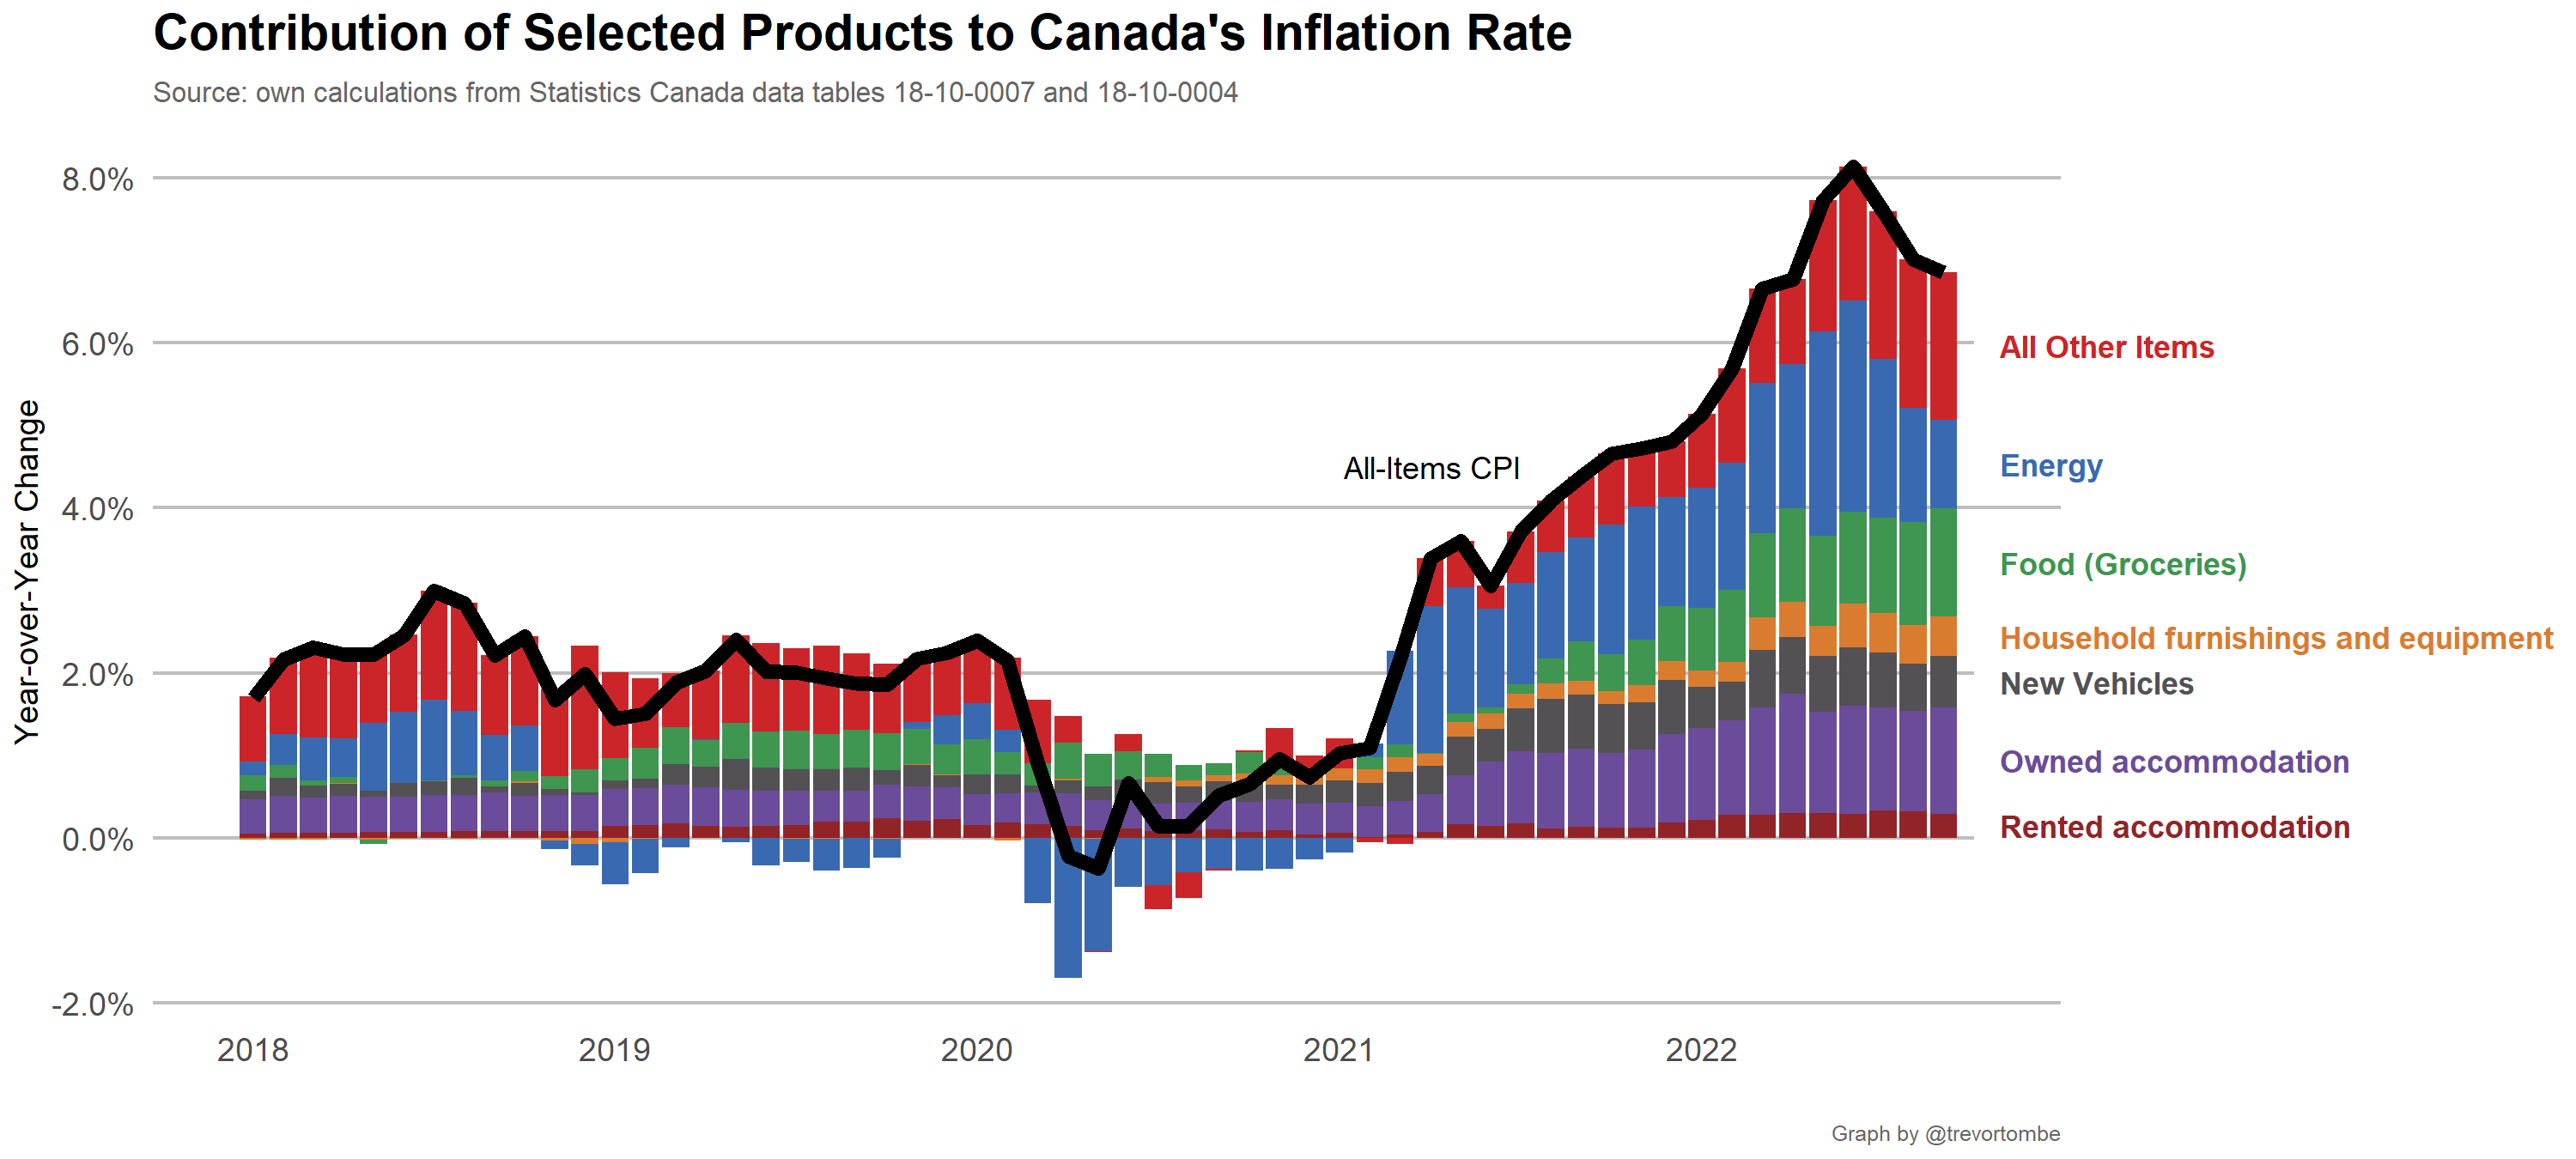 Contribution of Selected Products to Canada's Inflation Rate
Source: own calculations from Statistics Canada data tables 18-10-0007 and 18-10-0004
Year-over-Year Change
8.0%
6.0%
4.0%
2.0%
0.0%
-2.0%
All-Items CPI
All Other Items
Energy
Food (Groceries)
Household furnishings and equipment
New Vehicles
Owned accommodation
Rented accommodation
2018
2019
2020
2021
2022
Graph by @trevortombe